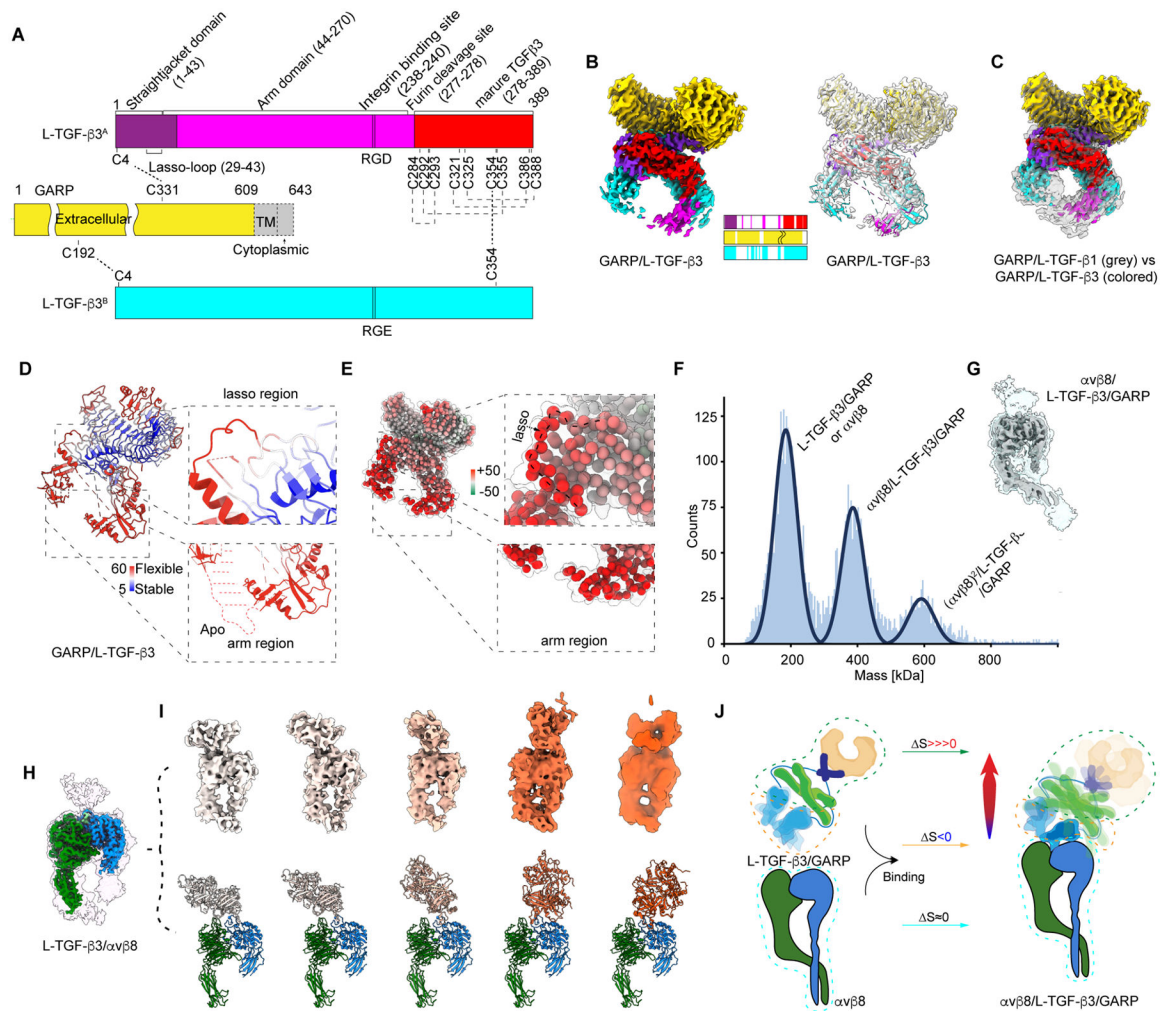 A
Straightjacket domain
(1-43)
Arm domain (44-270)
Integrin binding site
(238-240)
Furin cleavage site
(277-278)
marure TGFβ3
(278-389)
1
389
L-TGF-β3ᴬ
C4
Lasso-loop (29-43)
RGD
C284
C292
C293
C321
C325
C354
C355
C386
C388
1 GARP C331 609 643
Extracellular
TM
Cytoplasmic
C192
C4
C354
L-TGF-β3ᴮ
RGE
B
GARP/L-TGF-β3
GARP/L-TGF-β3
C
GARP/L-TGF-β1 (grey) vs
GARP/L-TGF-β3 (colored)
D
lasso region
60 Flexible
5 Stable
Apo
arm region
GARP/L-TGF-β3
E
lasso
+50
-50
arm region
F
Counts
125
100
75
50
25
0
0 200 400 600 800
Mass [kDa]
L-TGF-β3/GARP
or αvβ8
αvβ8/L-TGF-β3/GARP
(αvβ8)²/L-TGF-β
/GARP
G
αvβ8/
L-TGF-β3/GARP
H
L-TGF-β3/αvβ8
I
J
ΔS>>>0
L-TGF-β3/GARP
ΔS<0
Binding
ΔS≈0
αvβ8
αvβ8/L-TGF-β3/GARP